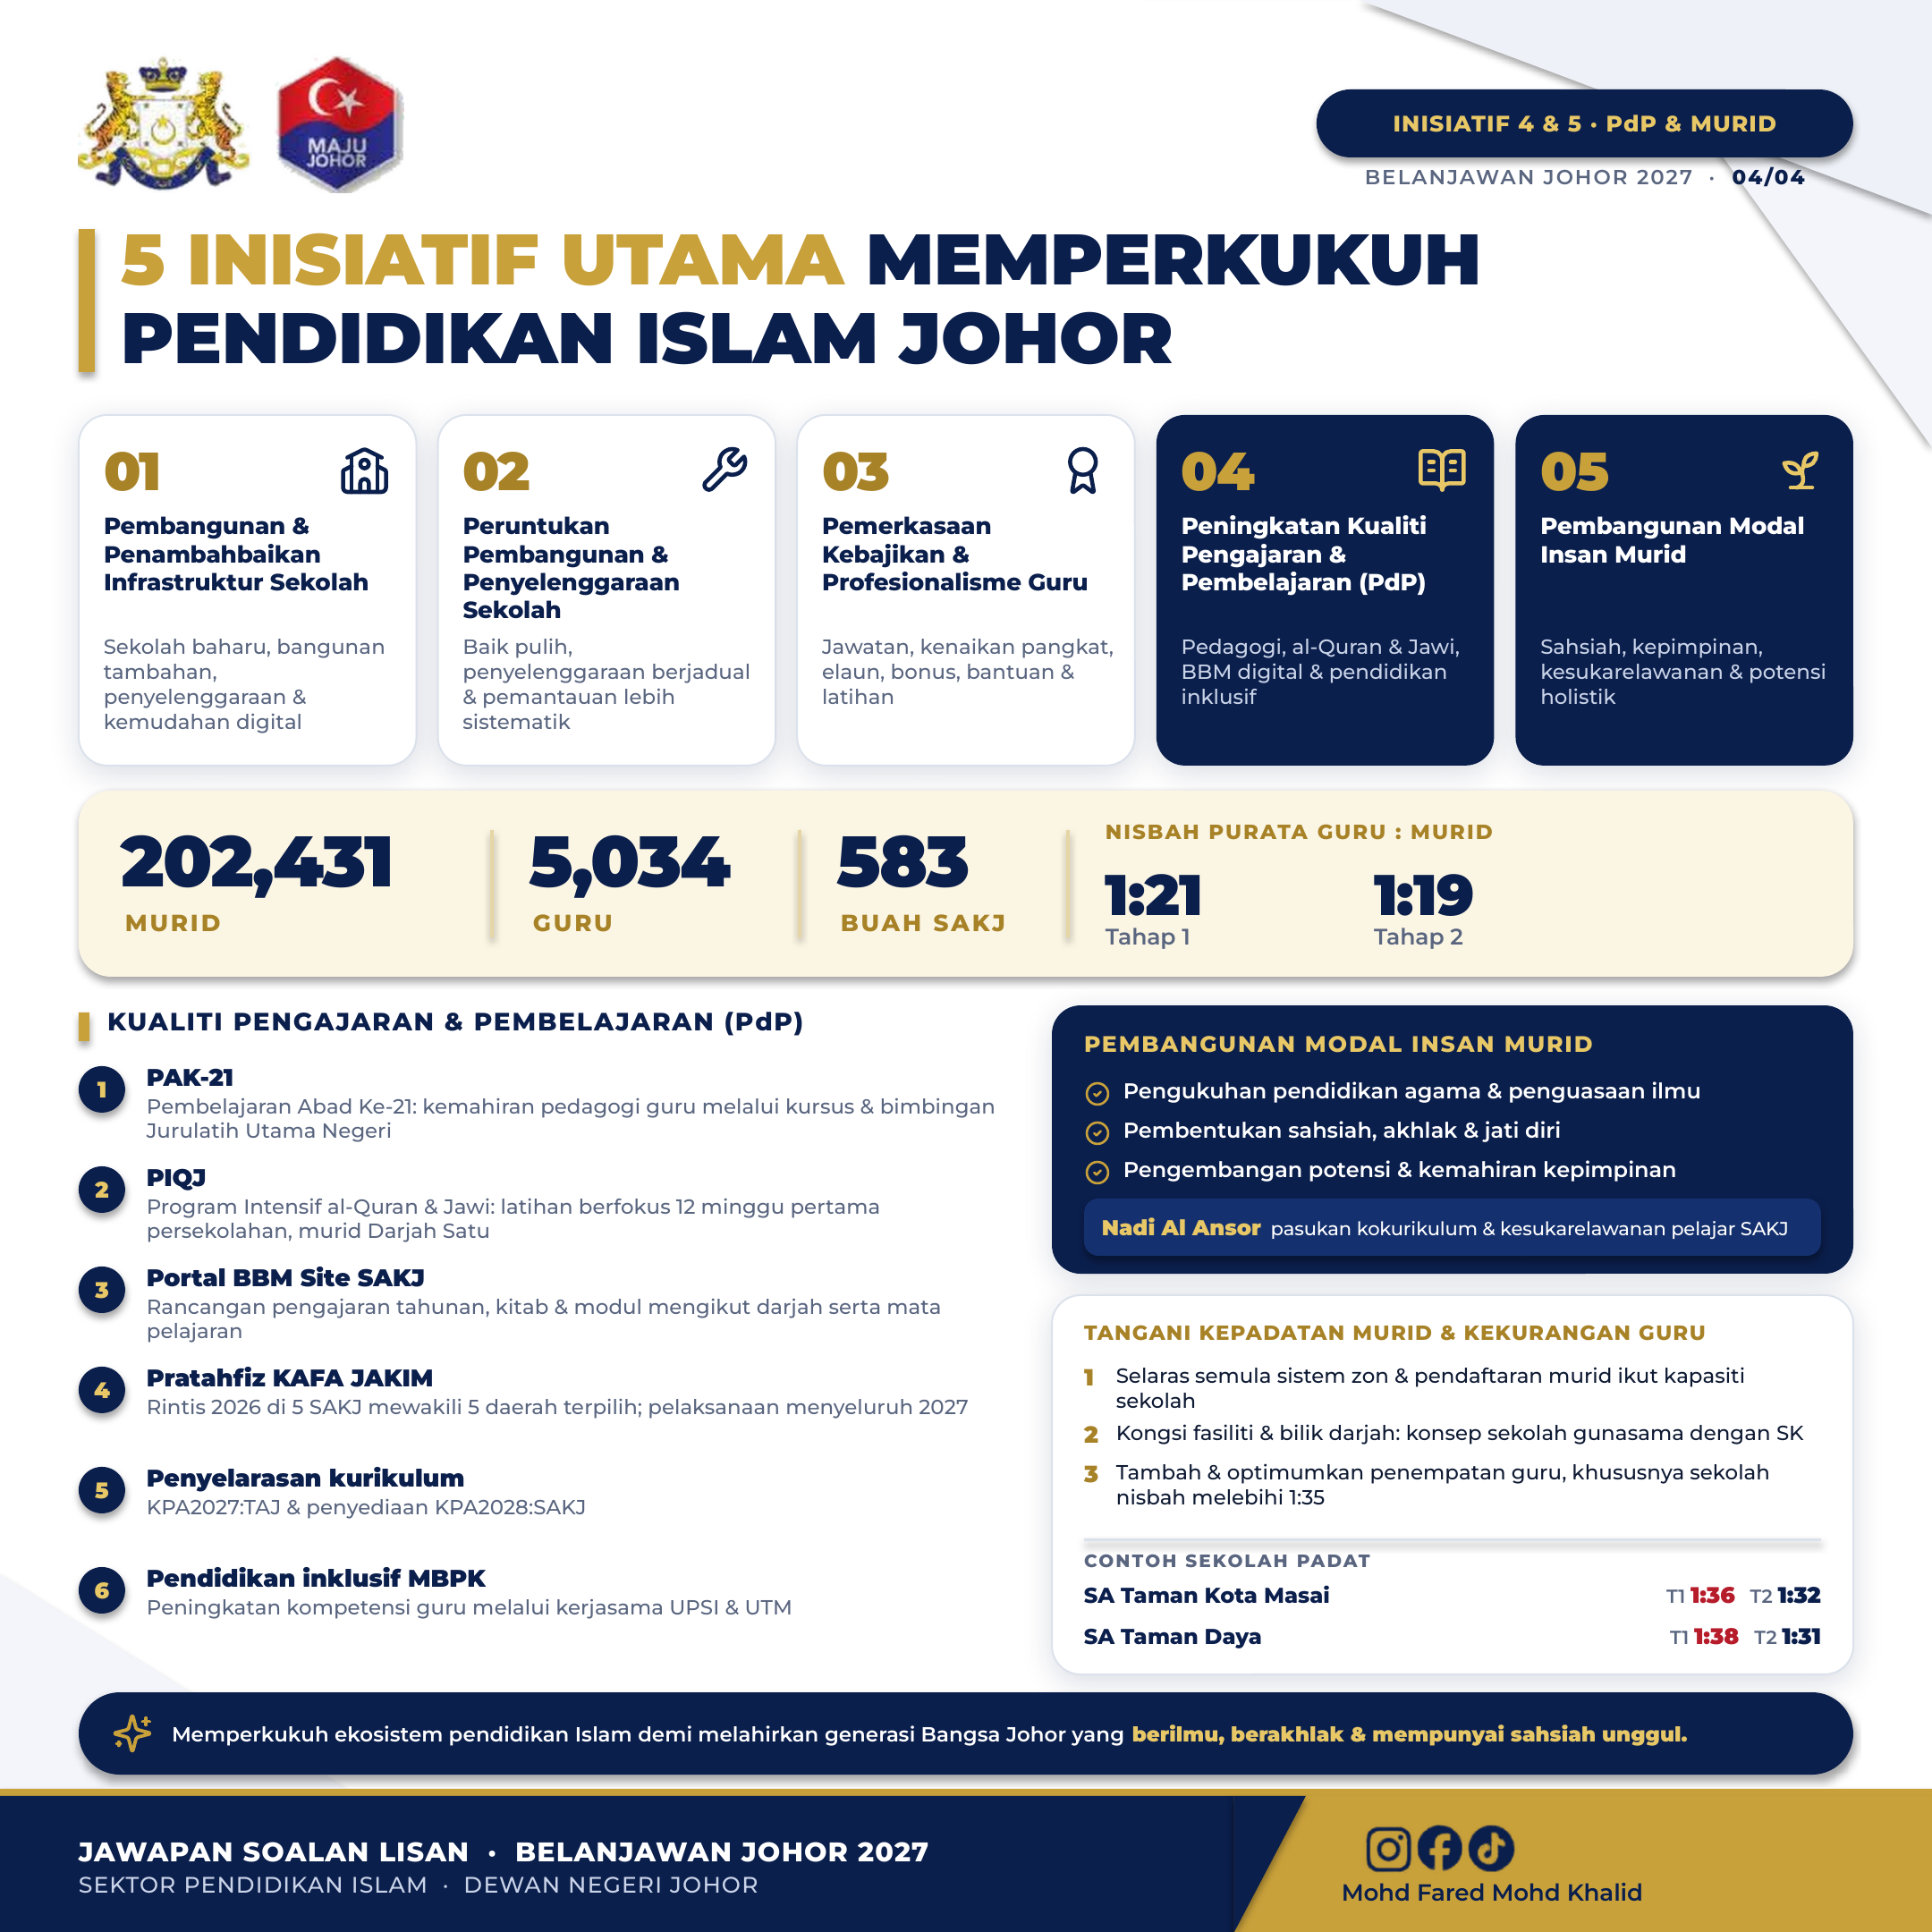 MAJU
JOHOR
INISIATIF 4 & 5 · PdP & MURID
BELANJAWAN JOHOR 2027 · 04/04
5 INISIATIF UTAMA MEMPERKUKUH
PENDIDIKAN ISLAM JOHOR
01
Pembangunan &
Penambahbaikan
Infrastruktur Sekolah
Sekolah baharu, bangunan
tambahan,
penyelenggaraan &
kemudahan digital
02
Peruntukan
Pembangunan &
Penyelenggaraan
Sekolah
Baik pulih,
penyelenggaraan berjadual
& pemantauan lebih
sistematik
03
Pemerkasaan
Kebajikan &
Profesionalisme Guru
Jawatan, kenaikan pangkat,
elaun, bonus, bantuan &
latihan
04
Peningkatan Kualiti
Pengajaran &
Pembelajaran (PdP)
Pedagogi, al-Quran & Jawi,
BBM digital & pendidikan
inklusif
05
Pembangunan Modal
Insan Murid
Sahsiah, kepimpinan,
kesukarelawanan & potensi
holistik
202,431
MURID
5,034
GURU
583
BUAH SAKJ
NISBAH PURATA GURU : MURID
1:21
Tahap 1
1:19
Tahap 2
KUALITI PENGAJARAN & PEMBELAJARAN (PdP)
1
PAK-21
Pembelajaran Abad Ke-21: kemahiran pedagogi guru melalui kursus & bimbingan
Jurulatih Utama Negeri
2
PIQJ
Program Intensif al-Quran & Jawi: latihan berfokus 12 minggu pertama
persekolahan, murid Darjah Satu
3
Portal BBM Site SAKJ
Rancangan pengajaran tahunan, kitab & modul mengikut darjah serta mata
pelajaran
4
Pratahfiz KAFA JAKIM
Rintis 2026 di 5 SAKJ mewakili 5 daerah terpilih; pelaksanaan menyeluruh 2027
5
Penyelarasan kurikulum
KPA2027:TAJ & penyediaan KPA2028:SAKJ
6
Pendidikan inklusif MBPK
Peningkatan kompetensi guru melalui kerjasama UPSI & UTM
PEMBANGUNAN MODAL INSAN MURID
Pengukuhan pendidikan agama & penguasaan ilmu
Pembentukan sahsiah, akhlak & jati diri
Pengembangan potensi & kemahiran kepimpinan
Nadi Al Ansor pasukan kokurikulum & kesukarelawanan pelajar SAKJ
TANGANI KEPADATAN MURID & KEKURANGAN GURU
1 Selaras semula sistem zon & pendaftaran murid ikut kapasiti
sekolah
2 Kongsi fasiliti & bilik darjah: konsep sekolah gunasama dengan SK
3 Tambah & optimumkan penempatan guru, khususnya sekolah
nisbah melebihi 1:35
CONTOH SEKOLAH PADAT
SA Taman Kota Masai T1 1:36 T2 1:32
SA Taman Daya T1 1:38 T2 1:31
Memperkukuh ekosistem pendidikan Islam demi melahirkan generasi Bangsa Johor yang berilmu, berakhlak & mempunyai sahsiah unggul.
JAWAPAN SOALAN LISAN · BELANJAWAN JOHOR 2027
SEKTOR PENDIDIKAN ISLAM · DEWAN NEGERI JOHOR
Mohd Fared Mohd Khalid